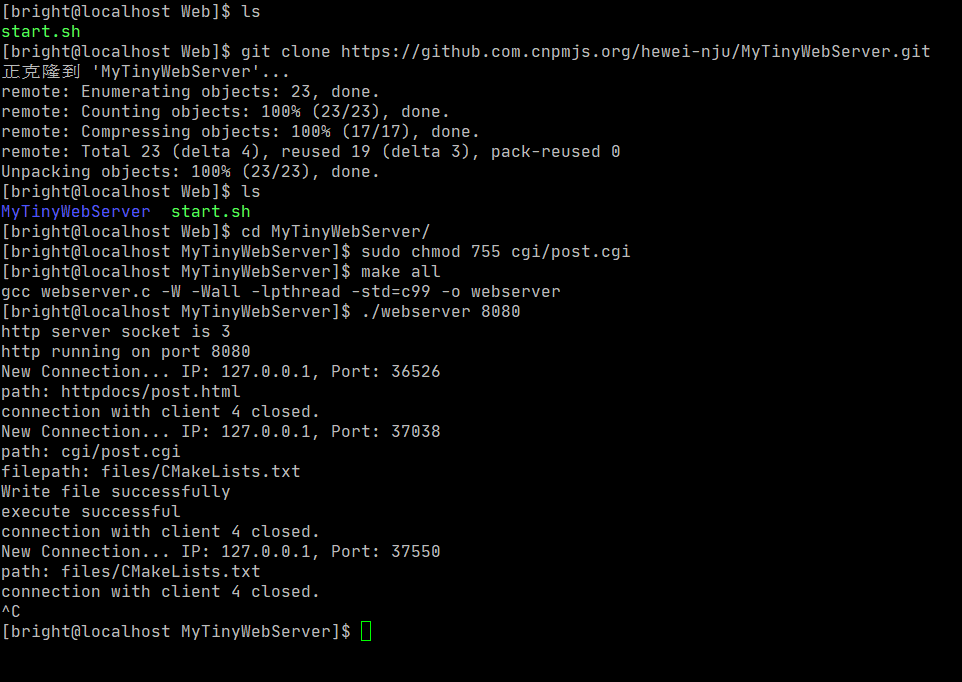 [bright@localhost Web]$ ls
start.sh
[bright@localhost Web]$ git clone https://github.com.cnpmjs.org/hewei-nju/MyTinyWebServer.git
正克隆到 'MyTinyWebServer'...
remote: Enumerating objects: 23, done.
remote: Counting objects: 100% (23/23), done.
remote: Compressing objects: 100% (17/17), done.
remote: Total 23 (delta 4), reused 19 (delta 3), pack-reused 0
Unpacking objects: 100% (23/23), done.
[bright@localhost Web]$ ls
MyTinyWebServer  start.sh
[bright@localhost Web]$ cd MyTinyWebServer/
[bright@localhost MyTinyWebServer]$ sudo chmod 755 cgi/post.cgi
[bright@localhost MyTinyWebServer]$ make all
gcc webserver.c -W -Wall -lpthread -std=c99 -o webserver
[bright@localhost MyTinyWebServer]$ ./webserver 8080
http server socket is 3
http running on port 8080
New Connection... IP: 127.0.0.1, Port: 36526
path: httpdocs/post.html
connection with client 4 closed.
New Connection... IP: 127.0.0.1, Port: 37038
path: cgi/post.cgi
filepath: files/CMakeLists.txt
Write file successfully
execute successful
connection with client 4 closed.
New Connection... IP: 127.0.0.1, Port: 37550
path: files/CMakeLists.txt
connection with client 4 closed.
^C
[bright@localhost MyTinyWebServer]$